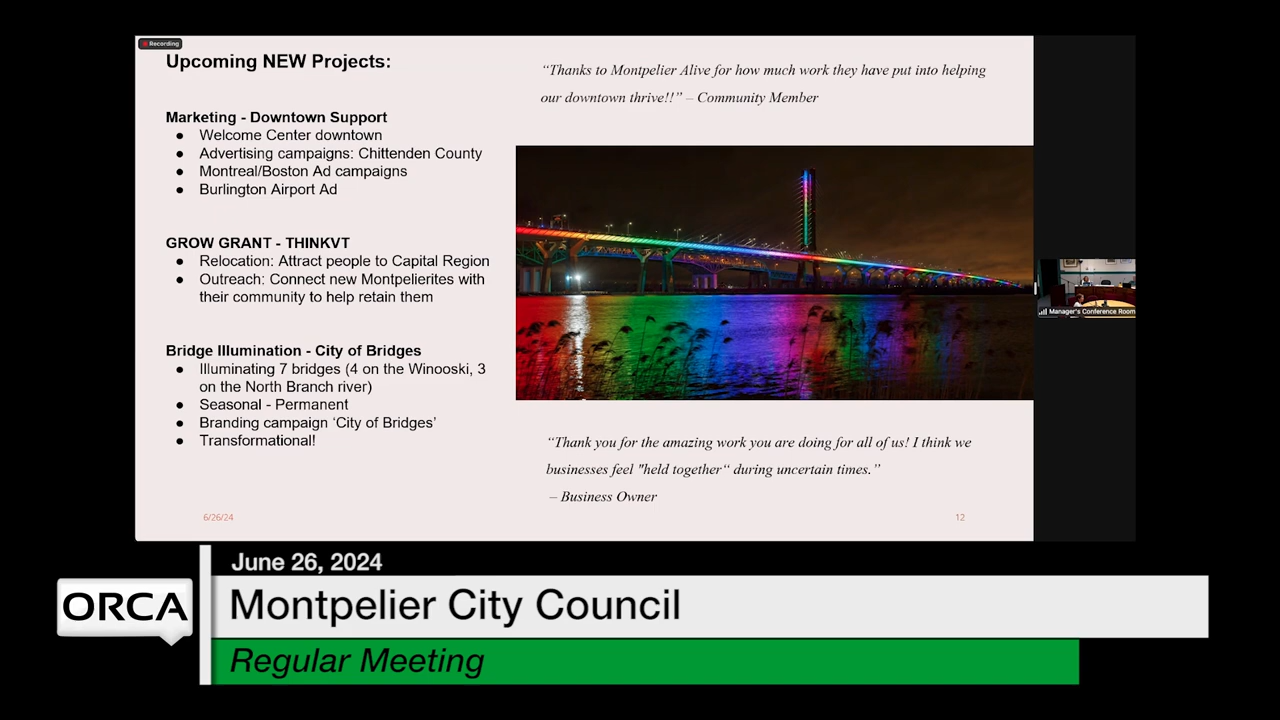 Recording
Upcoming NEW Projects:
Marketing - Downtown Support
● Welcome Center downtown
● Advertising campaigns: Chittenden County
● Montreal/Boston Ad campaigns
● Burlington Airport Ad
GROW GRANT - THINKVT
● Relocation: Attract people to Capital Region
● Outreach: Connect new Montpelierites with
their community to help retain them
Bridge Illumination - City of Bridges
● Illuminating 7 bridges (4 on the Winooski, 3
on the North Branch river)
● Seasonal - Permanent
● Branding campaign ‘City of Bridges’
● Transformational!
“Thanks to Montpelier Alive for how much work they have put into helping
our downtown thrive!!” – Community Member
“Thank you for the amazing work you are doing for all of us! I think we
businesses feel "held together“ during uncertain times.”
– Business Owner
6/26/24
12
Manager's Conference Room
June 26, 2024
ORCA
Montpelier City Council
Regular Meeting